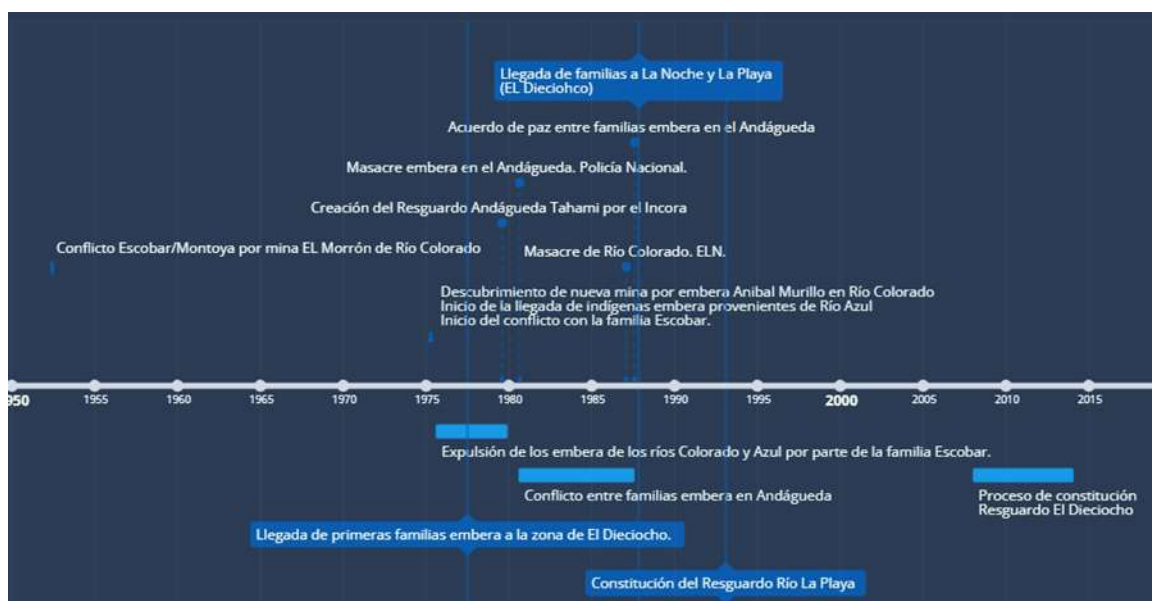 Llegada de familias a La Noche y La Playa
(EL Dieciohco)
Acuerdo de paz entre familias embera en el Andágueda
Masacre embera en el Andágueda. Policía Nacional.
Creación del Resguardo Andágueda Tahami por el Incora
Conflicto Escobar/Montoya por mina EL Morrón de Río Colorado
Masacre de Río Colorado. ELN.
Descubrimiento de nueva mina por embera Anibal Murillo en Río Colorado
Inicio de la llegada de indígenas embera provenientes de Río Azul
Inicio del conflicto con la familia Escobar.
950 1955 1960 1965 1970 1975 1980 1985 1990 1995 2000 2005 2010 2015
Expulsión de los embera de los ríos Colorado y Azul por parte de la familia Escobar.
Conflicto entre familias embera en Andágueda
Proceso de constitución
Resguardo El Dieciocho
Llegada de primeras familias embera a la zona de El Dieciocho.
Constitución del Resguardo Río La Playa